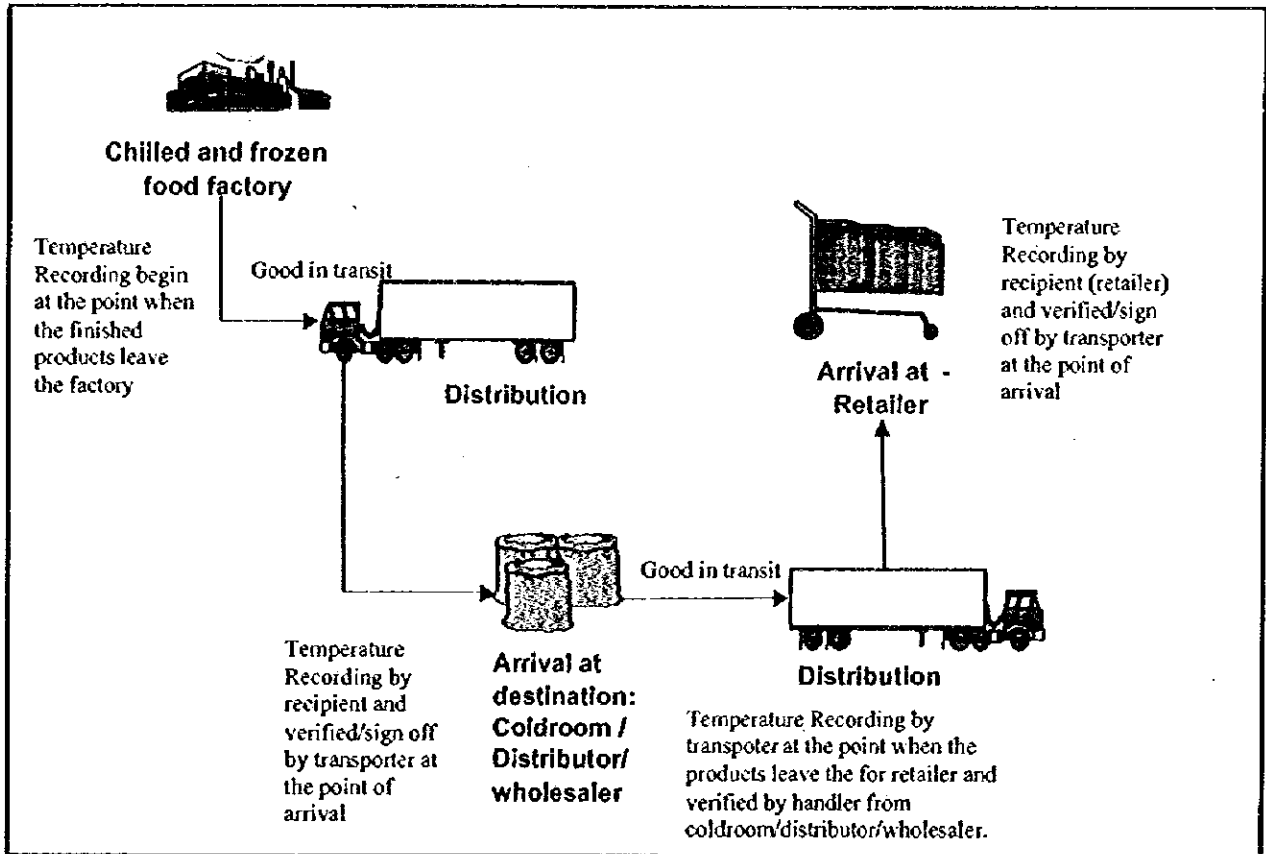 Chilled and frozen
food factory
Temperature
Recording begin
at the point when
the finished
products leave
the factory
Good in transit
Distribution
Temperature
Recording by
recipient (retailer)
and verified/sign
off by transporter
at the point of
arrival
Arrival at -
Retailer
Good in transit
Temperature
Recording by
recipient and
verified/sign off
by transporter at
the point of
arrival
Arrival at
destination:
Coldroom /
Distributor/
wholesaler
Distribution
Temperature Recording by
transpoter at the point when the
products leave the for retailer and
verified by handler from
coldroom/distributor/wholesaler.